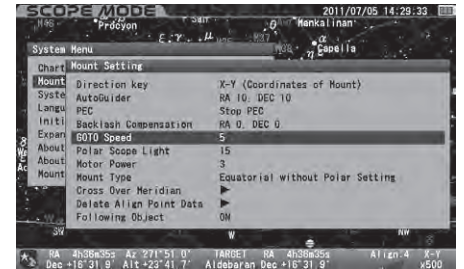 SCOPE MODE 2011/07/05 14:29:33
Procyon Menkalinan
M37
M38 Capella
System Menu
Chart
Mount Setting
Mount
Direction key X-Y (Coordinates of Mount)
Syste
AutoGuider RA 10, DEC 10
Langu
PEC Stop PEC
Initi
Backlash Compensation RA 0, DEC 0
Expan
GOTO Speed 5
About
Polar Scope Light 15
About
Motor Power 3
Mount
Mount Type Equatorial without Polar Setting
Cross Over Meridian ▶
Delete Align Point Data ▶
Following Object ON
SW W NW
RA 4h36m35s Az 271°51.0' TARGET RA 4h36m35s Align:4 X-Y
Dec +16°31.9' Alt +23°41.7' Aldebaran Dec +16°31.9' x500